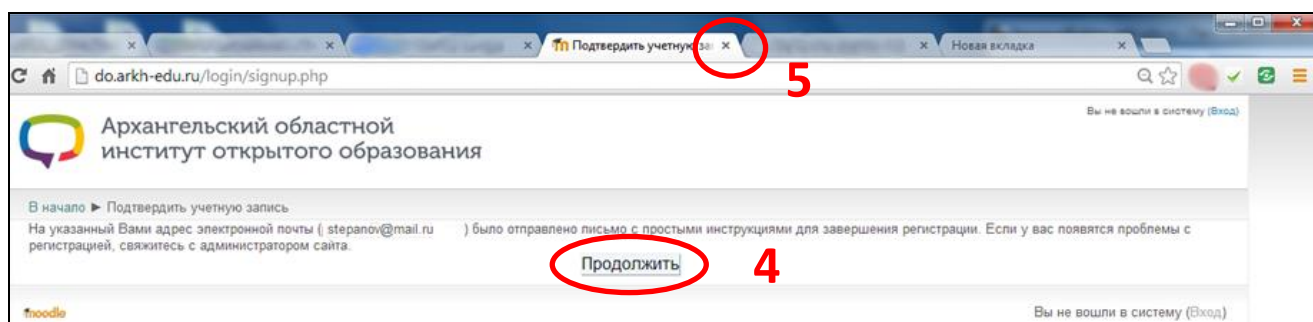 Подтвердить учетную за
Новая вкладка
5
do.arkh-edu.ru/login/signup.php
Вы не вошли в систему (Вход)
Архангельский областной
институт открытого образования
В начало ► Подтвердить учетную запись
На указанный Вами адрес электронной почты ( stepanov@mail.ru ) было отправлено письмо с простыми инструкциями для завершения регистрации. Если у вас появятся проблемы с
регистрацией, свяжитесь с администратором сайта.
Продолжить
4
moodle
Вы не вошли в систему (Вход)